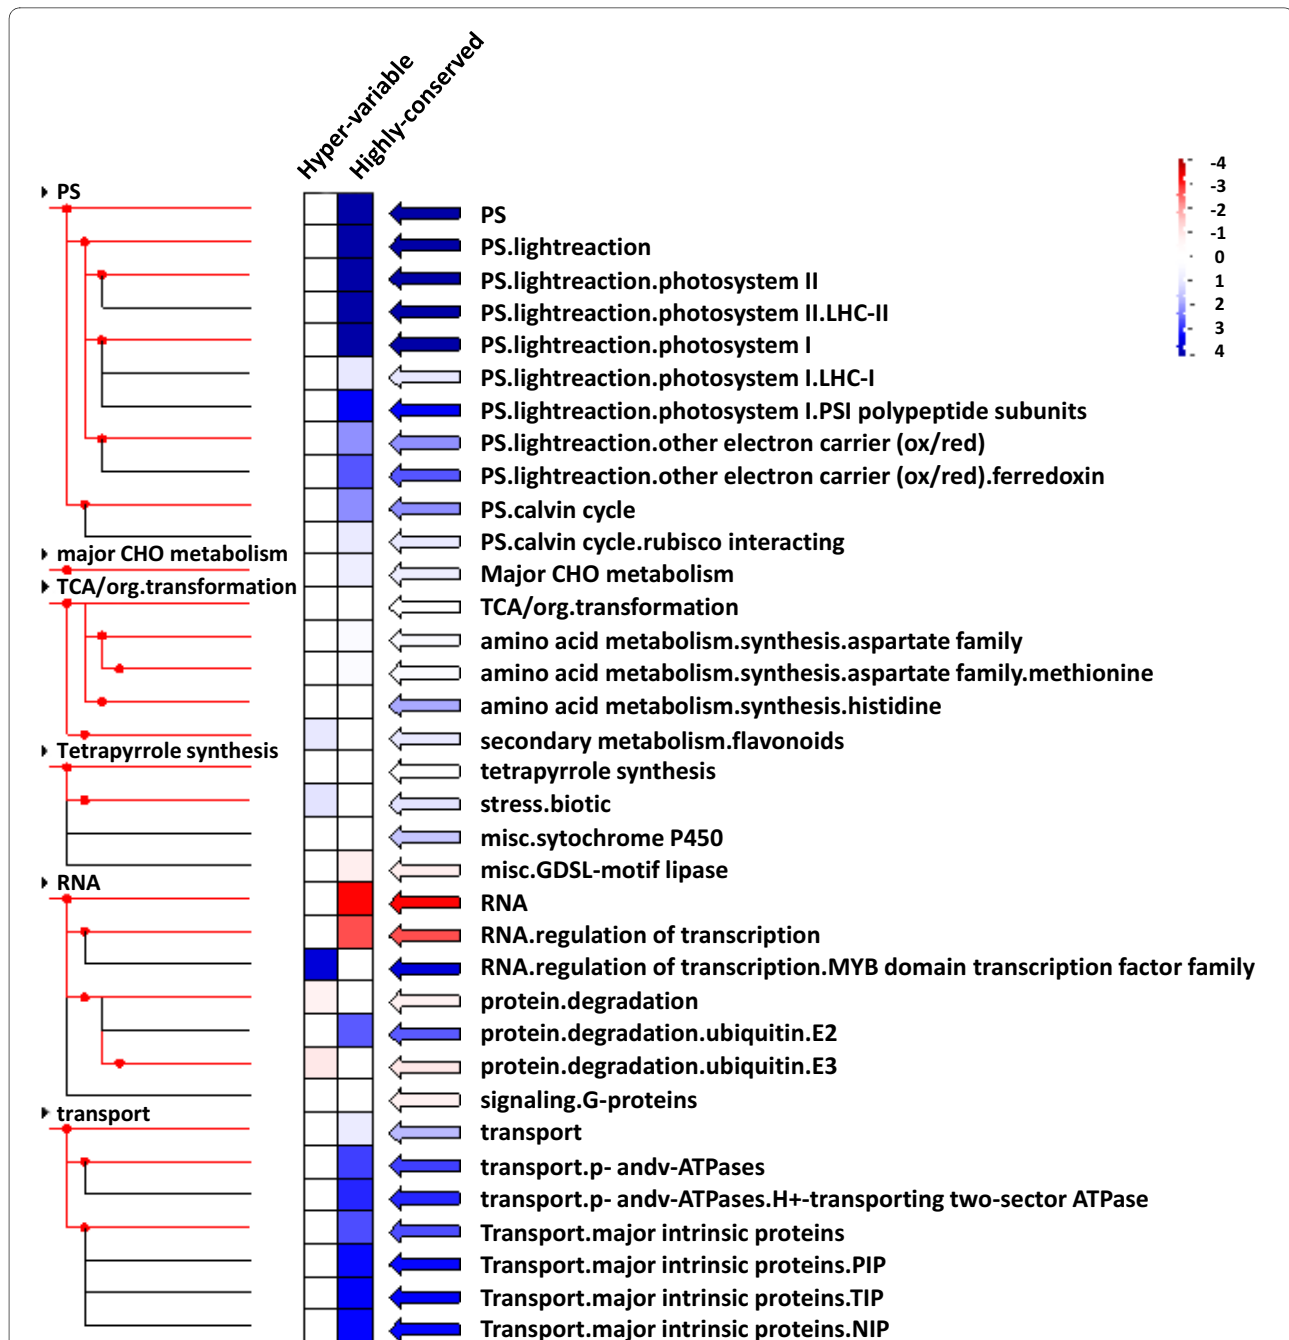 Hyper-variable
Highly-conserved
-4
-3
-2
-1
0
1
2
3
4
PS
major CHO metabolism
TCA/org.transformation
Tetrapyrrole synthesis
RNA
transport
PS
PS.lightreaction
PS.lightreaction.photosystem II
PS.lightreaction.photosystem II.LHC-II
PS.lightreaction.photosystem I
PS.lightreaction.photosystem I.LHC-I
PS.lightreaction.photosystem I.PSI polypeptide subunits
PS.lightreaction.other electron carrier (ox/red)
PS.lightreaction.other electron carrier (ox/red).ferredoxin
PS.calvin cycle
PS.calvin cycle.rubisco interacting
Major CHO metabolism
TCA/org.transformation
amino acid metabolism.synthesis.aspartate family
amino acid metabolism.synthesis.aspartate family.methionine
amino acid metabolism.synthesis.histidine
secondary metabolism.flavonoids
tetrapyrrole synthesis
stress.biotic
misc.sytochrome P450
misc.GDSL-motif lipase
RNA
RNA.regulation of transcription
RNA.regulation of transcription.MYB domain transcription factor family
protein.degradation
protein.degradation.ubiquitin.E2
protein.degradation.ubiquitin.E3
signaling.G-proteins
transport
transport.p- andv-ATPases
transport.p- andv-ATPases.H+-transporting two-sector ATPase
Transport.major intrinsic proteins
Transport.major intrinsic proteins.PIP
Transport.major intrinsic proteins.TIP
Transport.major intrinsic proteins.NIP